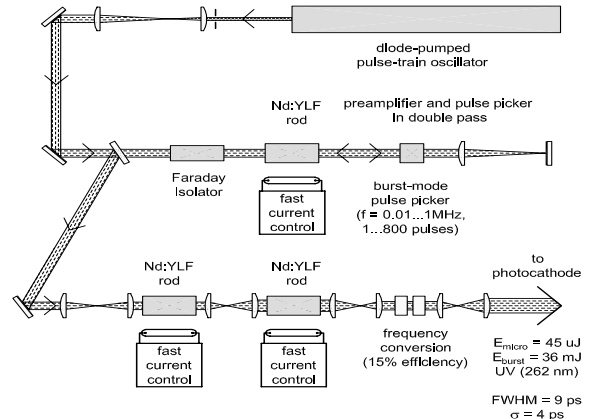 diode-pumped
pulse-train oscillator
Nd:YLF
rod
preamplifier and pulse picker
in double pass
Faraday
Isolator
fast
current
control
burst-mode
pulse picker
(f = 0.01...1MHz,
1...800 pulses)
Nd:YLF
rod
Nd:YLF
rod
to
photocathode
fast
current
control
fast
current
control
frequency
conversion
(15% efficiency)
Emicro = 45 uJ
Eburst = 36 mJ
UV (262 nm)
FWHM = 9 ps
σ = 4 ps